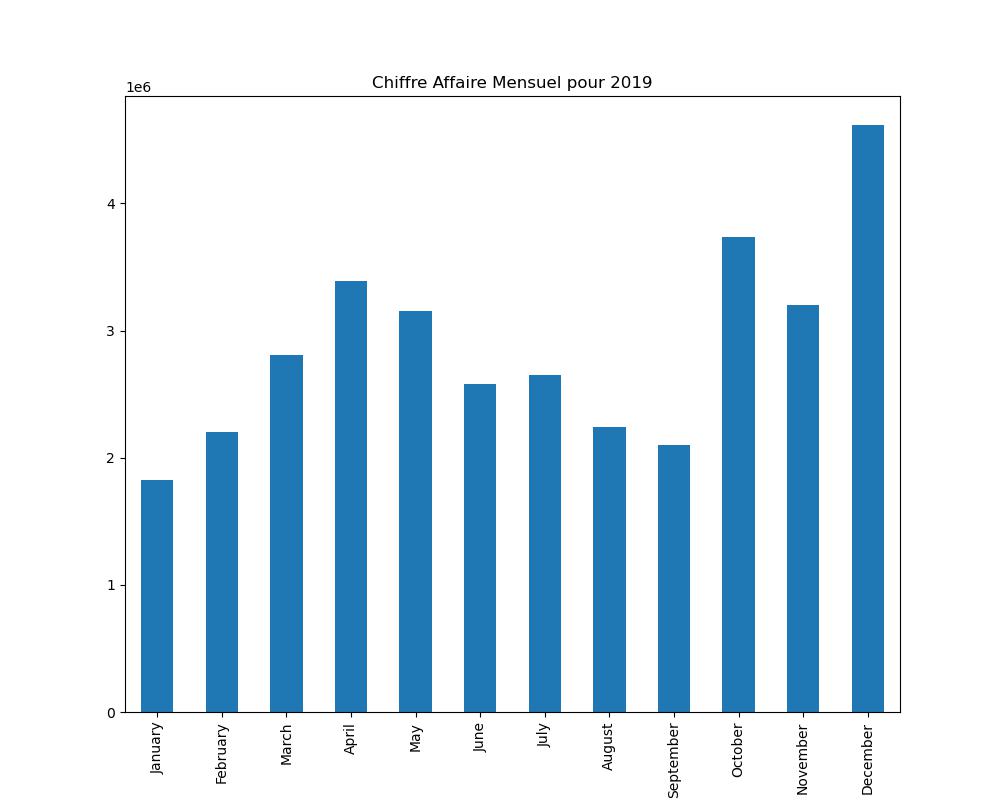 Chiffre Affaire Mensuel pour 2019
1e6
4
3
2
1
0
January
February
March
April
May
June
July
August
September
October
November
December